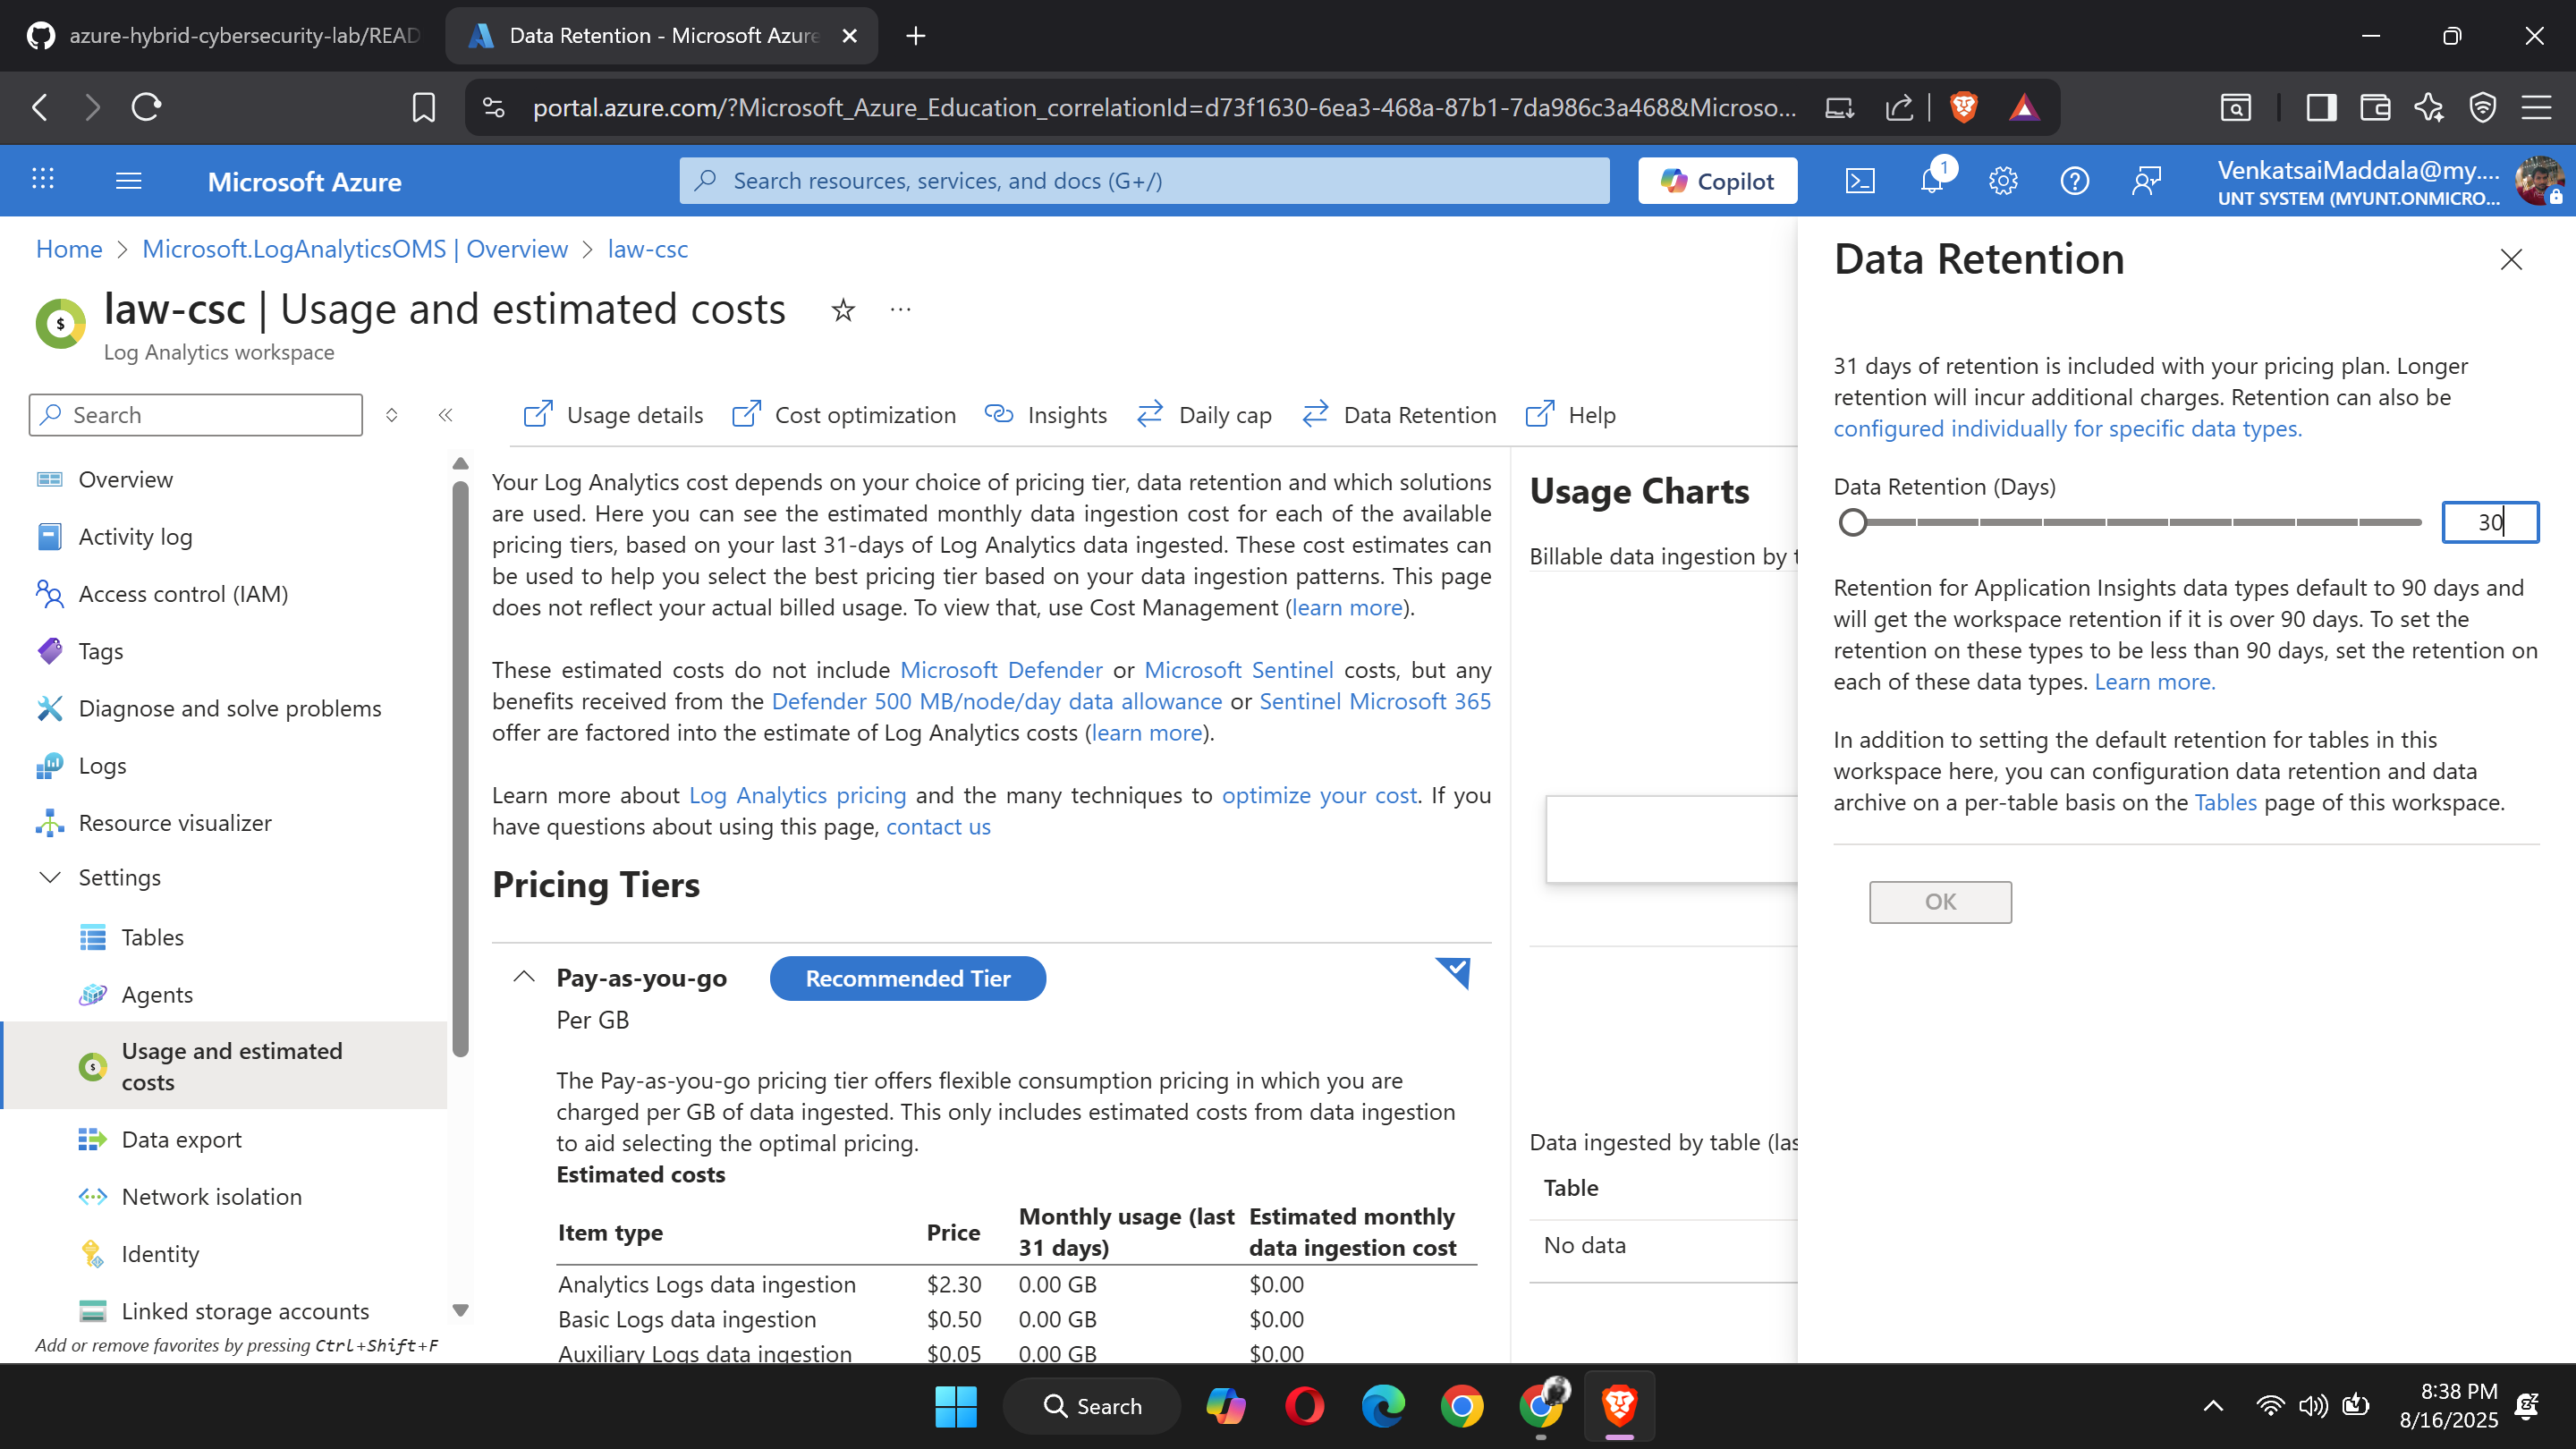 azure-hybrid-cybersecurity-lab/READ
Data Retention - Microsoft Azure
portal.azure.com/?Microsoft_Azure_Education_correlationId=d73f1630-6ea3-468a-87b1-7da986c3a468&Microso...
Microsoft Azure
Search resources, services, and docs (G+/)
Copilot
1
VenkatsaiMaddala@my....
UNT SYSTEM (MYUNT.ONMICRO...
Home > Microsoft.LogAnalyticsOMS | Overview > law-csc
law-csc | Usage and estimated costs
Log Analytics workspace
Search
Overview
Activity log
Access control (IAM)
Tags
Diagnose and solve problems
Logs
Resource visualizer
Settings
Tables
Agents
Usage and estimated
costs
Data export
Network isolation
Identity
Linked storage accounts
Add or remove favorites by pressing Ctrl+Shift+F
Usage details
Cost optimization
Insights
Daily cap
Data Retention
Help
Your Log Analytics cost depends on your choice of pricing tier, data retention and which solutions
are used. Here you can see the estimated monthly data ingestion cost for each of the available
pricing tiers, based on your last 31-days of Log Analytics data ingested. These cost estimates can
be used to help you select the best pricing tier based on your data ingestion patterns. This page
does not reflect your actual billed usage. To view that, use Cost Management (learn more).
These estimated costs do not include Microsoft Defender or Microsoft Sentinel costs, but any
benefits received from the Defender 500 MB/node/day data allowance or Sentinel Microsoft 365
offer are factored into the estimate of Log Analytics costs (learn more).
Learn more about Log Analytics pricing and the many techniques to optimize your cost. If you
have questions about using this page, contact us
Pricing Tiers
Pay-as-you-go
Recommended Tier
Per GB
The Pay-as-you-go pricing tier offers flexible consumption pricing in which you are
charged per GB of data ingested. This only includes estimated costs from data ingestion
to aid selecting the optimal pricing.
Estimated costs
Item type Price Monthly usage (last 31 days) Estimated monthly data ingestion cost
Analytics Logs data ingestion $2.30 0.00 GB $0.00
Basic Logs data ingestion $0.50 0.00 GB $0.00
Auxiliary Logs data ingestion $0.05 0.00 GB $0.00
Usage Charts
Billable data ingestion by t
Data ingested by table (las
Table
No data
Data Retention
31 days of retention is included with your pricing plan. Longer
retention will incur additional charges. Retention can also be
configured individually for specific data types.
Data Retention (Days)
30
Retention for Application Insights data types default to 90 days and
will get the workspace retention if it is over 90 days. To set the
retention on these types to be less than 90 days, set the retention on
each of these data types. Learn more.
In addition to setting the default retention for tables in this
workspace here, you can configuration data retention and data
archive on a per-table basis on the Tables page of this workspace.
OK
Search
8:38 PM
8/16/2025